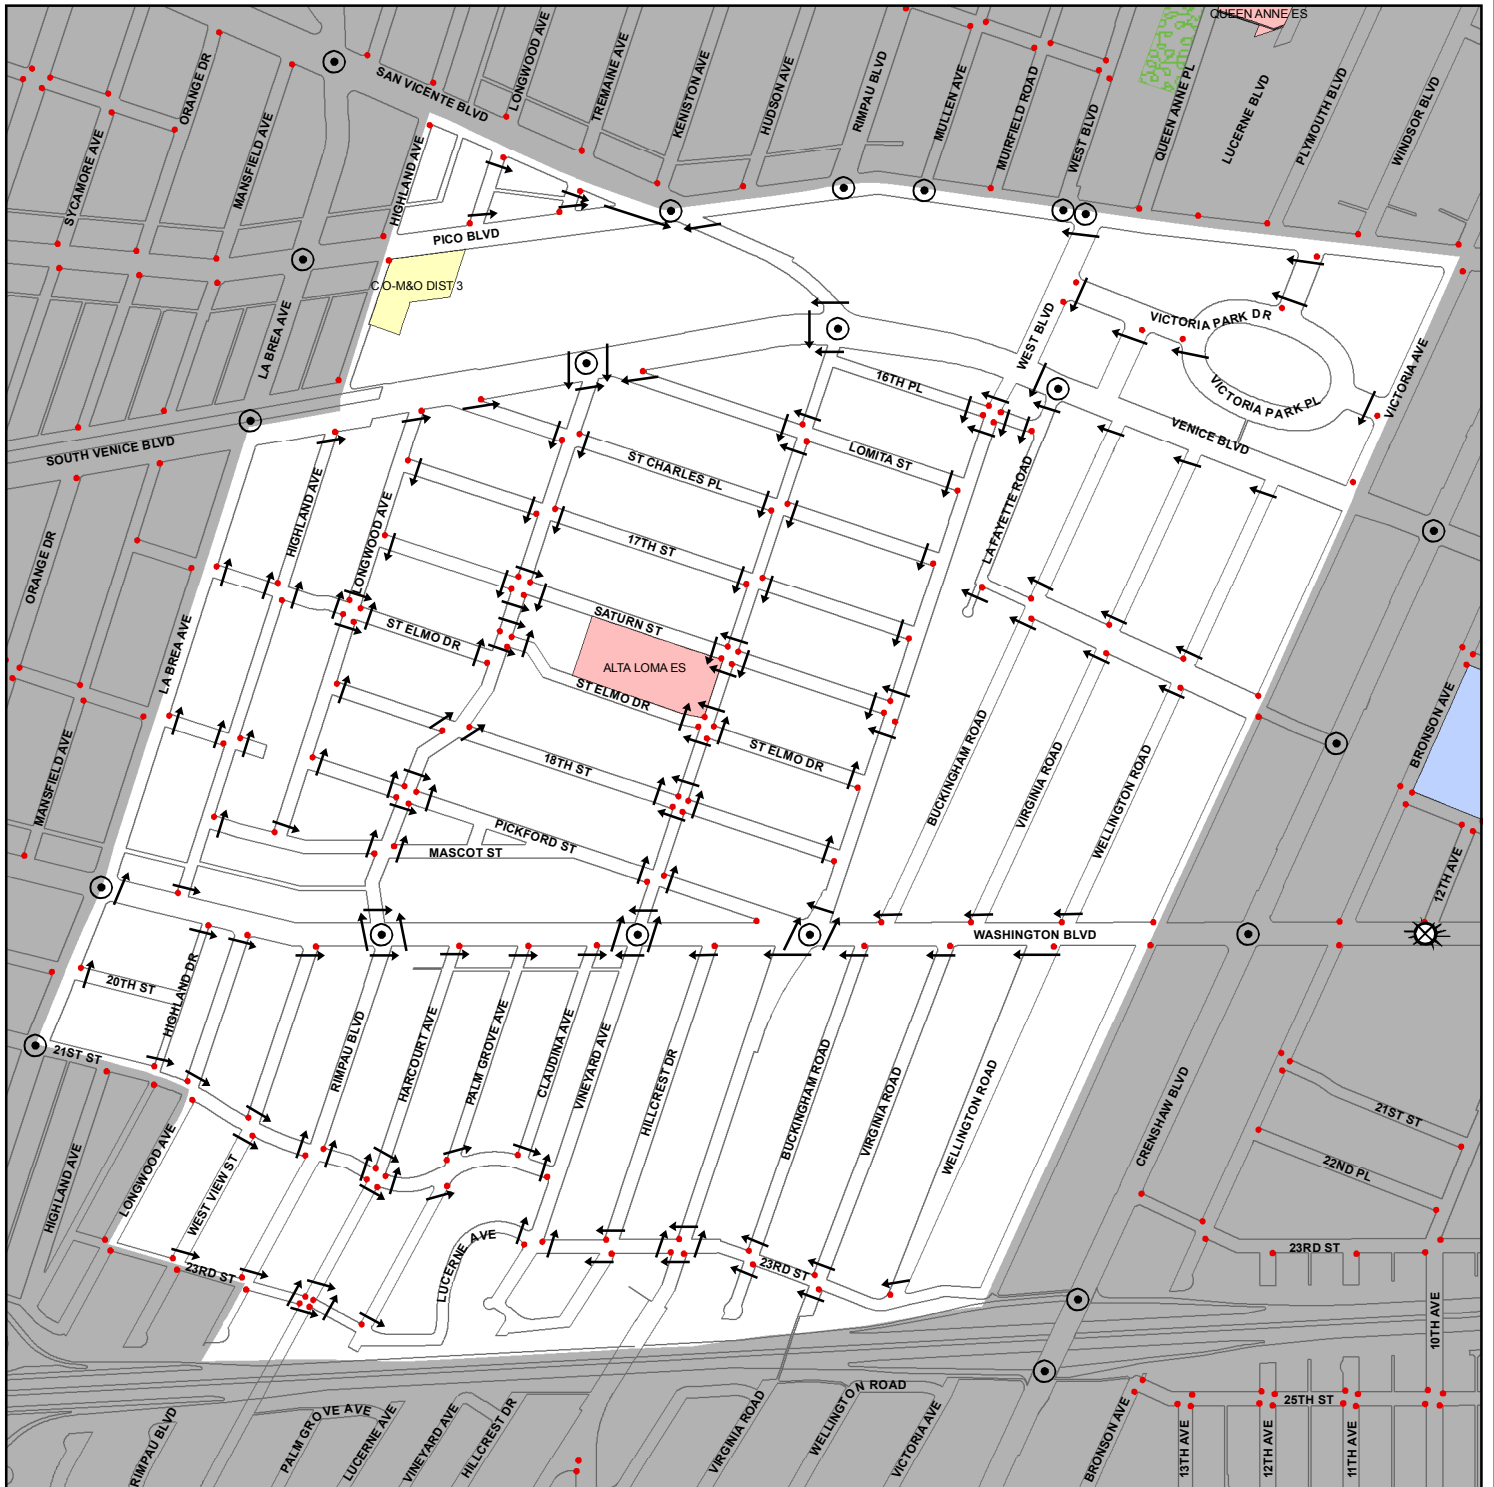 QUEEN ANNE ES
ORANGE DR
SAN VICENTE BLVD
LONGWOOD AVE
TREMAINE AVE
KENISTON AVE
HUDSON AVE
RIMPAU BLVD
MULLEN AVE
MUIRFIELD ROAD
WEST BLVD
QUEEN ANNE PL
LUCERNE BLVD
PLYMOUTH BLVD
WINDSOR BLVD
SYCAMORE AVE
MANSFIELD AVE
HIGHLAND AVE
PICO BLVD
C O-M&O DIST 3
LA BREA AVE
WEST BLVD
VICTORIA PARK DR
VICTORIA PARK PL
VICTORIA AVE
16TH PL
VENICE BLVD
SOUTH VENICE BLVD
ST CHARLES PL
LOMITA ST
HIGHLAND AVE
LONGWOOD AVE
LAFAYETTE ROAD
17TH ST
ORANGE DR
SATURN ST
ST ELMO DR
ALTA LOMA ES
LA BREA AVE
ST ELMO DR
ST ELMO DR
BRONSON AVE
MANSFIELD AVE
18TH ST
BUCKINGHAM ROAD
VIRGINIA ROAD
WELLINGTON ROAD
PICKFORD ST
MASCOT ST
12TH AVE
WASHINGTON BLVD
20TH ST
HIGHLAND DR
21ST ST
RIMPAU BLVD
HARCOURT AVE
PALM GROVE AVE
CLAUDINA AVE
VINEYARD AVE
HILLCREST DR
BUCKINGHAM ROAD
VIRGINIA ROAD
WELLINGTON ROAD
CRENSHAW BLVD
21ST ST
22ND PL
HIGHLAND AVE
LONGWOOD AVE
WEST VIEW ST
LUCERNE AVE
23RD ST
23RD ST
23RD ST
10TH AVE
RIMPAU BLVD
PALM GROVE AVE
LUCERNE AVE
VINEYARD AVE
HILLCREST DR
VIRGINIA ROAD
WELLINGTON ROAD
VICTORIA AVE
BRONSON AVE
25TH ST
13TH AVE
12TH AVE
11TH AVE